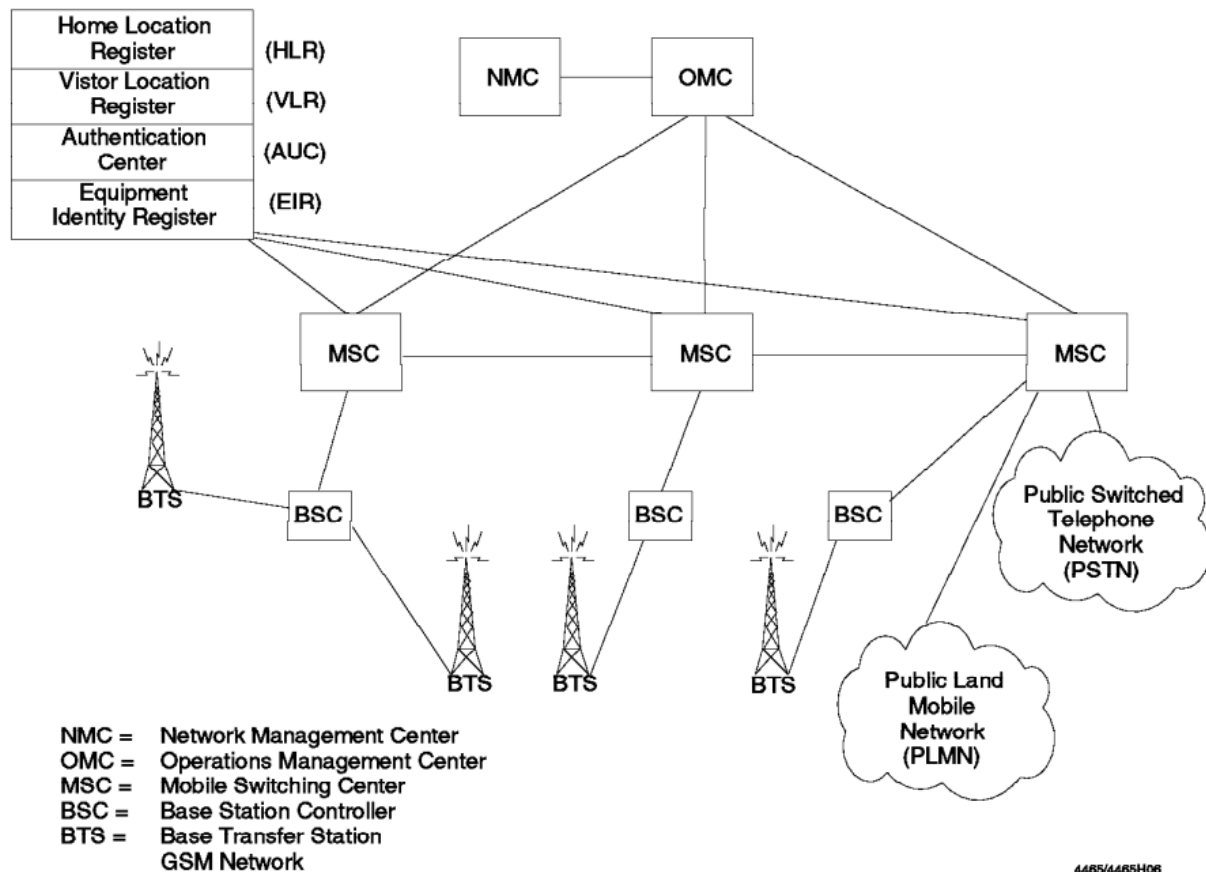 Home Location
Register
(HLR)
Vistor Location
Register
(VLR)
Authentication
Center
(AUC)
Equipment
Identity Register
(EIR)
NMC
OMC
MSC
MSC
MSC
BTS
BSC
BSC
BSC
Public Switched
Telephone
Network
(PSTN)
BTS
BTS
BTS
Public Land
Mobile
Network
(PLMN)
NMC = Network Management Center
OMC = Operations Management Center
MSC = Mobile Switching Center
BSC = Base Station Controller
BTS = Base Transfer Station
GSM Network
4465/4465H06